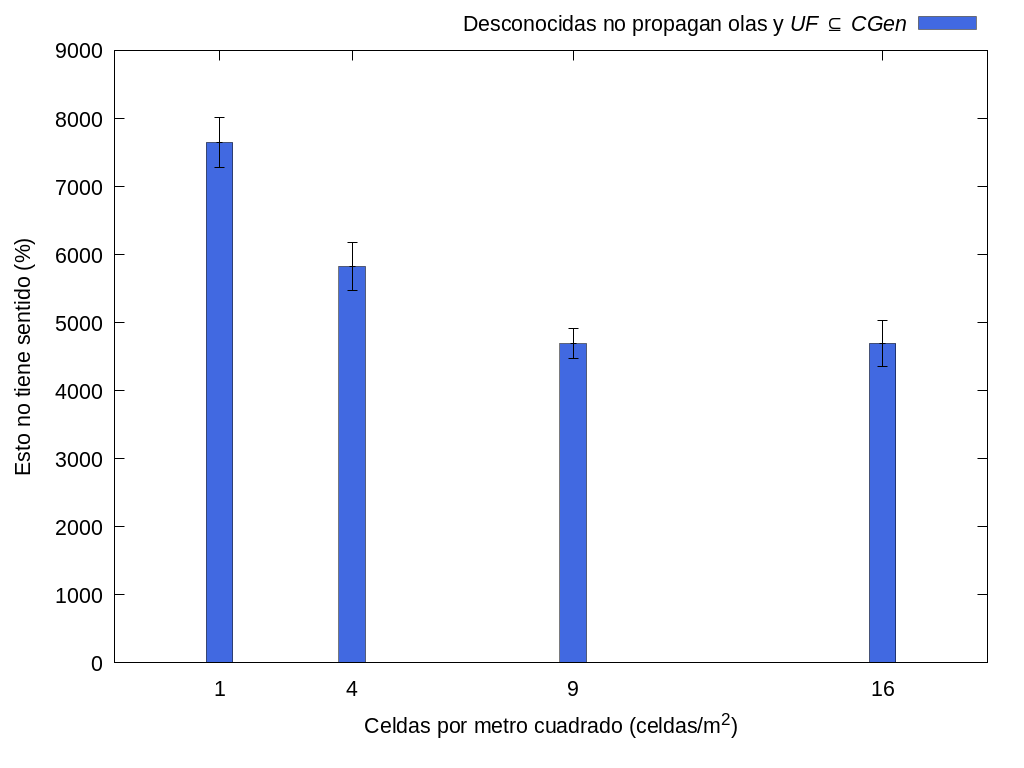 Desconocidas no propagan olas y UF ⊆ CGen
9000
8000
7000
6000
5000
4000
3000
2000
1000
0
Esto no tiene sentido (%)
1 4 9 16
Celdas por metro cuadrado (celdas/m²)